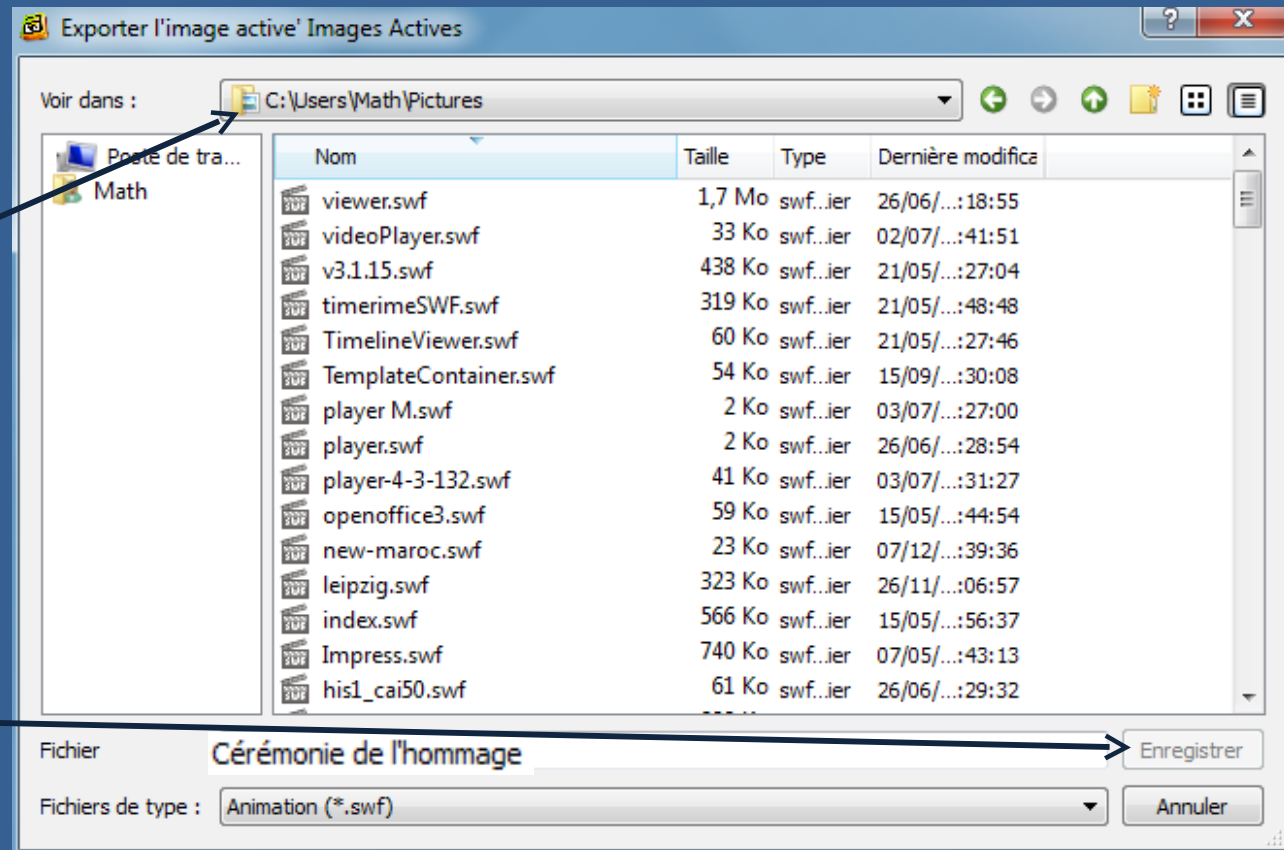 Exporter l'image active' Images Actives
Voir dans : C:\Users\Math\Pictures
Poste de tra...
Math
Nom Taille Type Dernière modifica
viewer.swf 1,7 Mo swf...ier 26/06/...:18:55
videoPlayer.swf 33 Ko swf...ier 02/07/...:41:51
v3.1.15.swf 438 Ko swf...ier 21/05/...:27:04
timerimeSWF.swf 319 Ko swf...ier 21/05/...:48:48
TimelineViewer.swf 60 Ko swf...ier 21/05/...:27:46
TemplateContainer.swf 54 Ko swf...ier 15/09/...:30:08
player M.swf 2 Ko swf...ier 03/07/...:27:00
player.swf 2 Ko swf...ier 26/06/...:28:54
player-4-3-132.swf 41 Ko swf...ier 03/07/...:31:27
openoffice3.swf 59 Ko swf...ier 15/05/...:44:54
new-maroc.swf 23 Ko swf...ier 07/12/...:39:36
leipzig.swf 323 Ko swf...ier 26/11/...:06:57
index.swf 566 Ko swf...ier 15/05/...:56:37
Impress.swf 740 Ko swf...ier 07/05/...:43:13
his1_cai50.swf 61 Ko swf...ier 26/06/...:29:32
Fichier Cérémonie de l'hommage Enregistrer
Fichiers de type : Animation (*.swf) Annuler